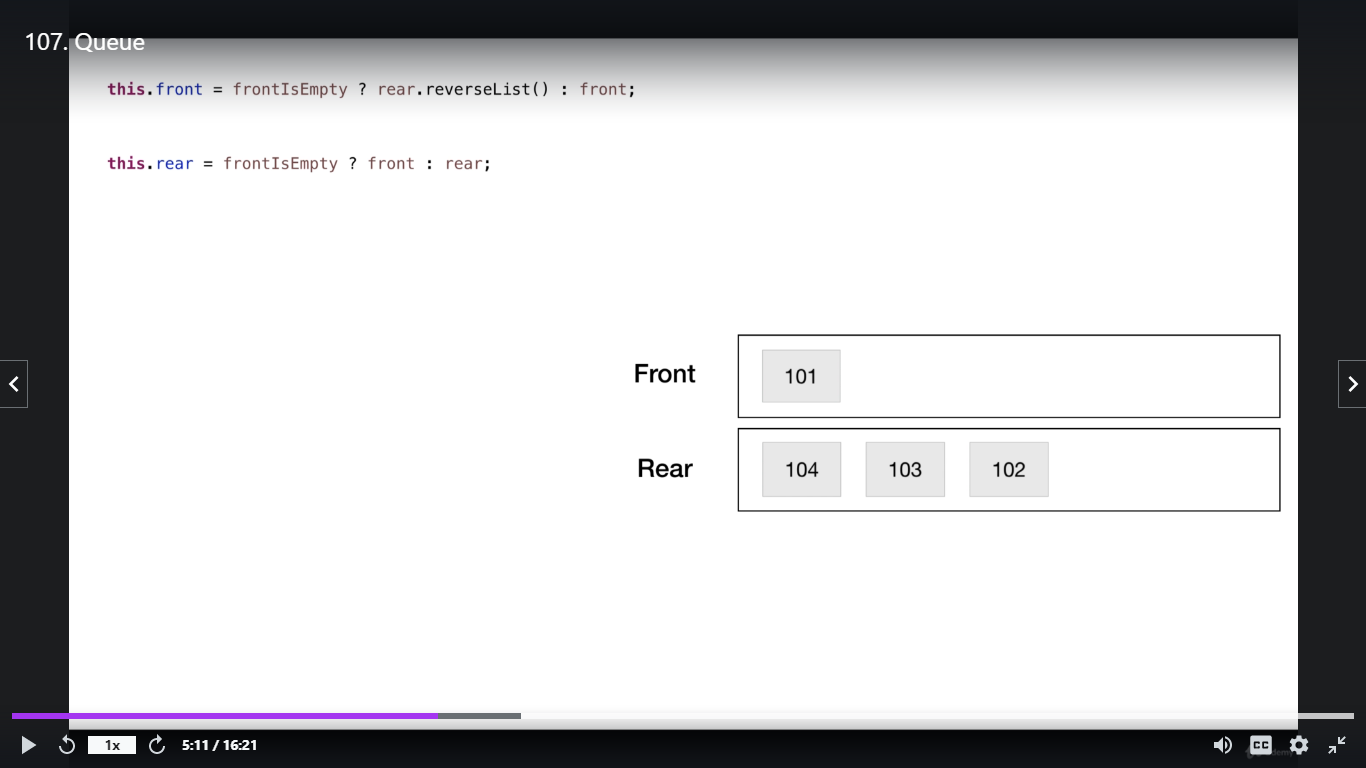 107. Queue
this.front = frontIsEmpty ? rear.reverseList() : front;
this.rear = frontIsEmpty ? front : rear;
Front
101
Rear
104 103 102
1x
5:11 / 16:21
CC